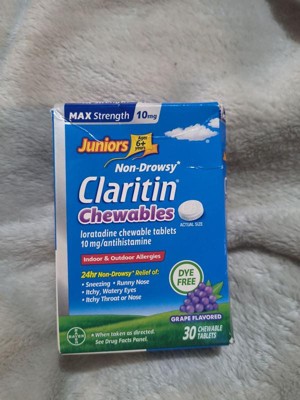 MAX Strength 10mg
Juniors
Ages 6+
Non-Drowsy*
Claritin
Chewables
ACTUAL SIZE
loratadine chewable tablets
10 mg/antihistamine
Indoor & Outdoor Allergies
24hr Non-Drowsy* Relief of:
• Sneezing • Runny Nose
• Itchy, Watery Eyes
• Itchy Throat or Nose
DYE
FREE
GRAPE FLAVORED
BAYER
* When taken as directed.
See Drug Facts Panel.
30 CHEWABLE
TABLETS